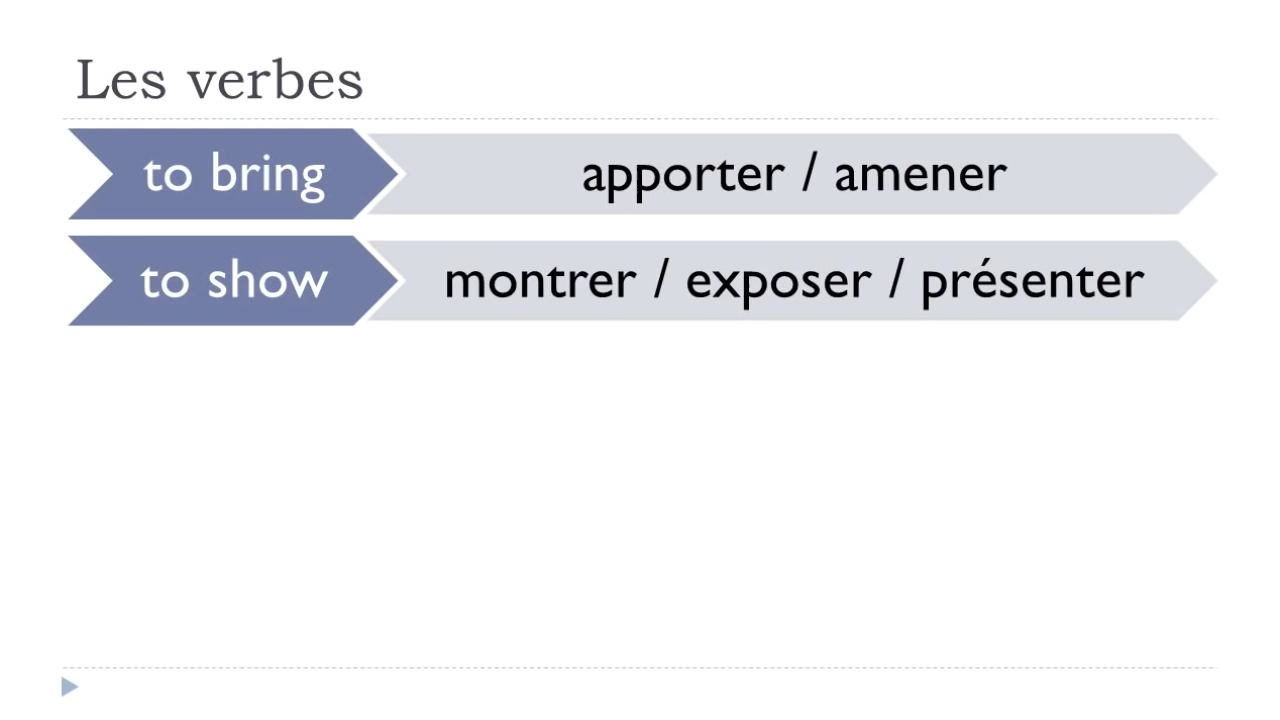 Les verbes
to bring apporter / amener
to show montrer / exposer / présenter